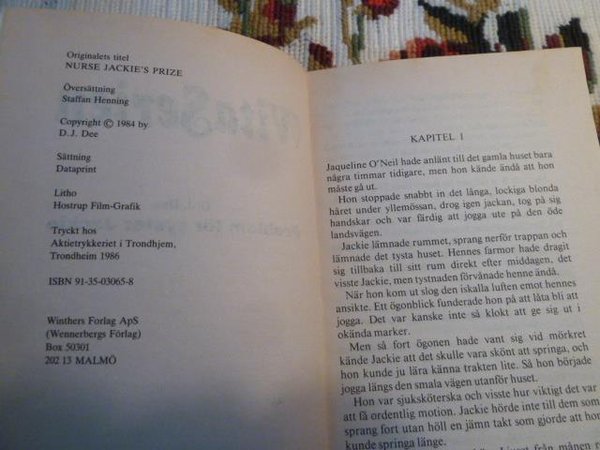 Originalets titel
NURSE JACKIE'S PRIZE
Översättning
Staffan Henning
Copyright © 1984 by
D.J. Dee
Sättning
Dataprint
Litho
Hostrup Film-Grafik
Tryckt hos
Aktietrykkeriet i Trondhjem,
Trondheim 1986
ISBN 91-35-03065-8
Winthers Forlag ApS
(Wennerbergs Förlag)
Box 50301
202 13 MALMÖ
KAPITEL 1
Jaqueline O'Neil hade anlänt till det gamla huset bara
några timmar tidigare, men hon kände ändå att hon
måste gå ut.
Hon stoppade snabbt in det långa, lockiga blonda
håret under yllemössan, drog igen jackan, tog på sig
handskar och var färdig att jogga ute på den öde
landsvägen.
Jackie lämnade rummet, sprang nerför trappan och
lämnade det tysta huset. Hennes farmor hade dragit
sig tillbaka till sitt rum direkt efter middagen, det
visste Jackie, men tystnaden förvånade henne ändå.
När hon kom ut slog den iskalla luften emot hennes
ansikte. Ett ögonblick funderade hon på att låta bli att
jogga. Det var kanske inte så klokt att ge sig ut i
okända marker.
Men så fort ögonen hade vant sig vid mörkret
kände Jackie att det skulle vara skönt att springa, och
hon kunde ju lära känna trakten lite. Så hon började
jogga längs den smala vägen utanför huset.
Hon var sjuksköterska och visste hur viktigt det var
att få ordentlig motion. Jackie hörde inte till dem som
sprang fort utan höll en jämn takt som gjorde att hon
kunde springa länge.
från månen